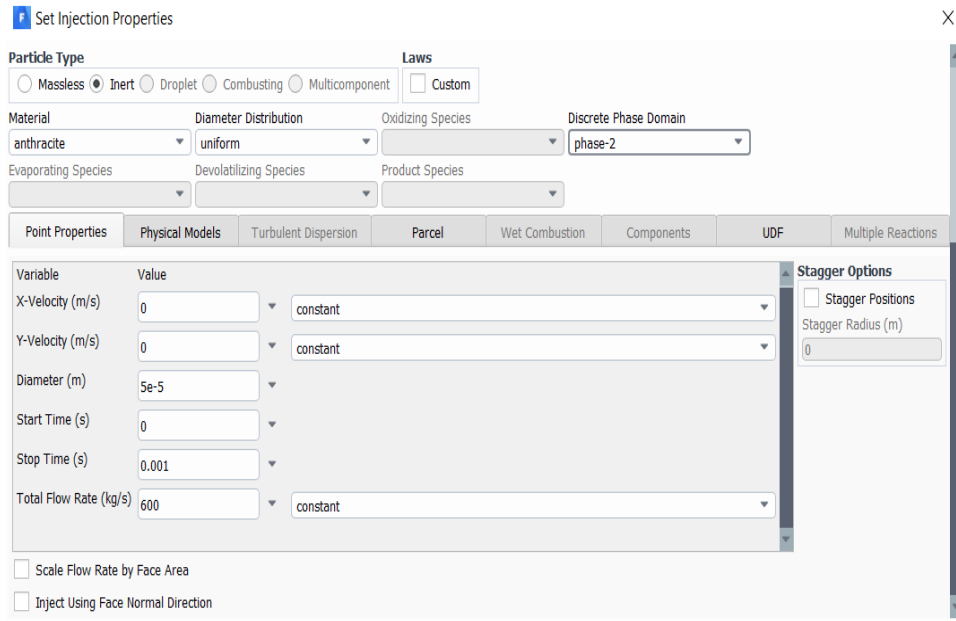 F Set Injection Properties X
Particle Type Laws
Massless Inert Droplet Combusting Multicomponent Custom
Material Diameter Distribution Oxidizing Species Discrete Phase Domain
anthracite uniform phase-2
Evaporating Species Devolatilizing Species Product Species
Point Properties Physical Models Turbulent Dispersion Parcel Wet Combustion Components UDF Multiple Reactions
Variable Value Stagger Options
X-Velocity (m/s) 0 constant Stagger Positions
Stagger Radius (m)
Y-Velocity (m/s) 0 constant 0
Diameter (m) 5e-5
Start Time (s) 0
Stop Time (s) 0.001
Total Flow Rate (kg/s) 600 constant
Scale Flow Rate by Face Area
Inject Using Face Normal Direction